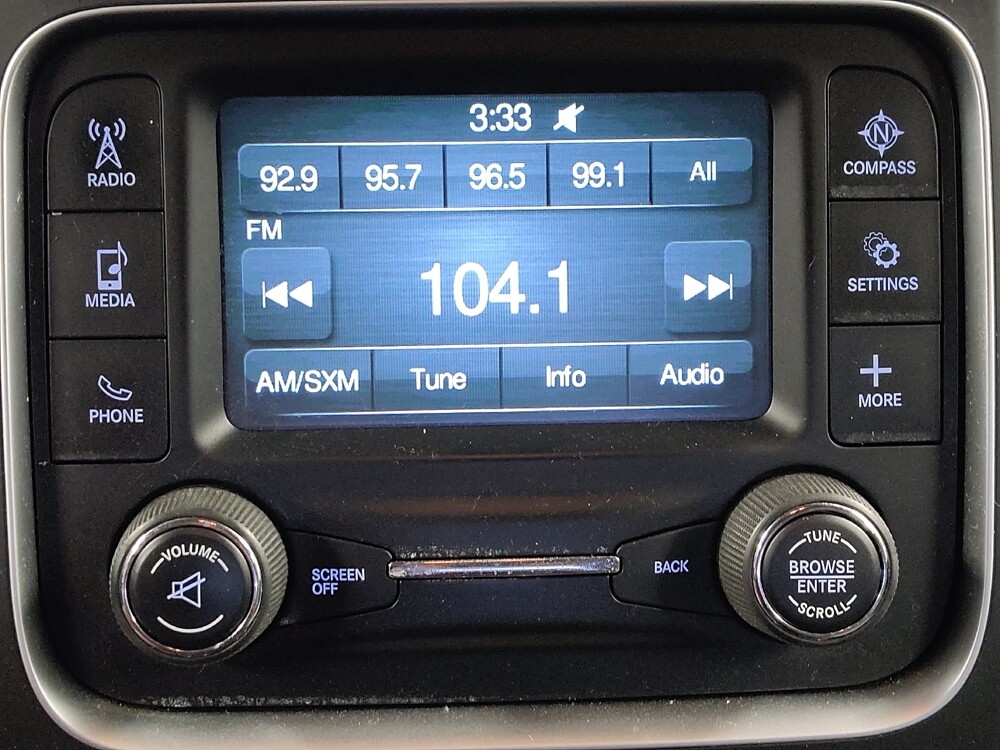 3:33
92.9 95.7 96.5 99.1 All
FM
104.1
AM/SXM Tune Info Audio
RADIO
MEDIA
PHONE
N
COMPASS
SETTINGS
MORE
VOLUME
SCREEN
OFF
BACK
TUNE
BROWSE
ENTER
SCROLL